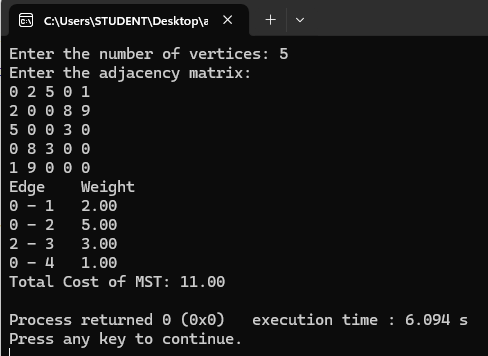 C:\Users\STUDENT\Desktop\a
Enter the number of vertices: 5
Enter the adjacency matrix:
0 2 5 0 1
2 0 0 8 9
5 0 0 3 0
0 8 3 0 0
1 9 0 0 0
Edge    Weight
0 - 1   2.00
0 - 2   5.00
2 - 3   3.00
0 - 4   1.00
Total Cost of MST: 11.00

Process returned 0 (0x0)   execution time : 6.094 s
Press any key to continue.